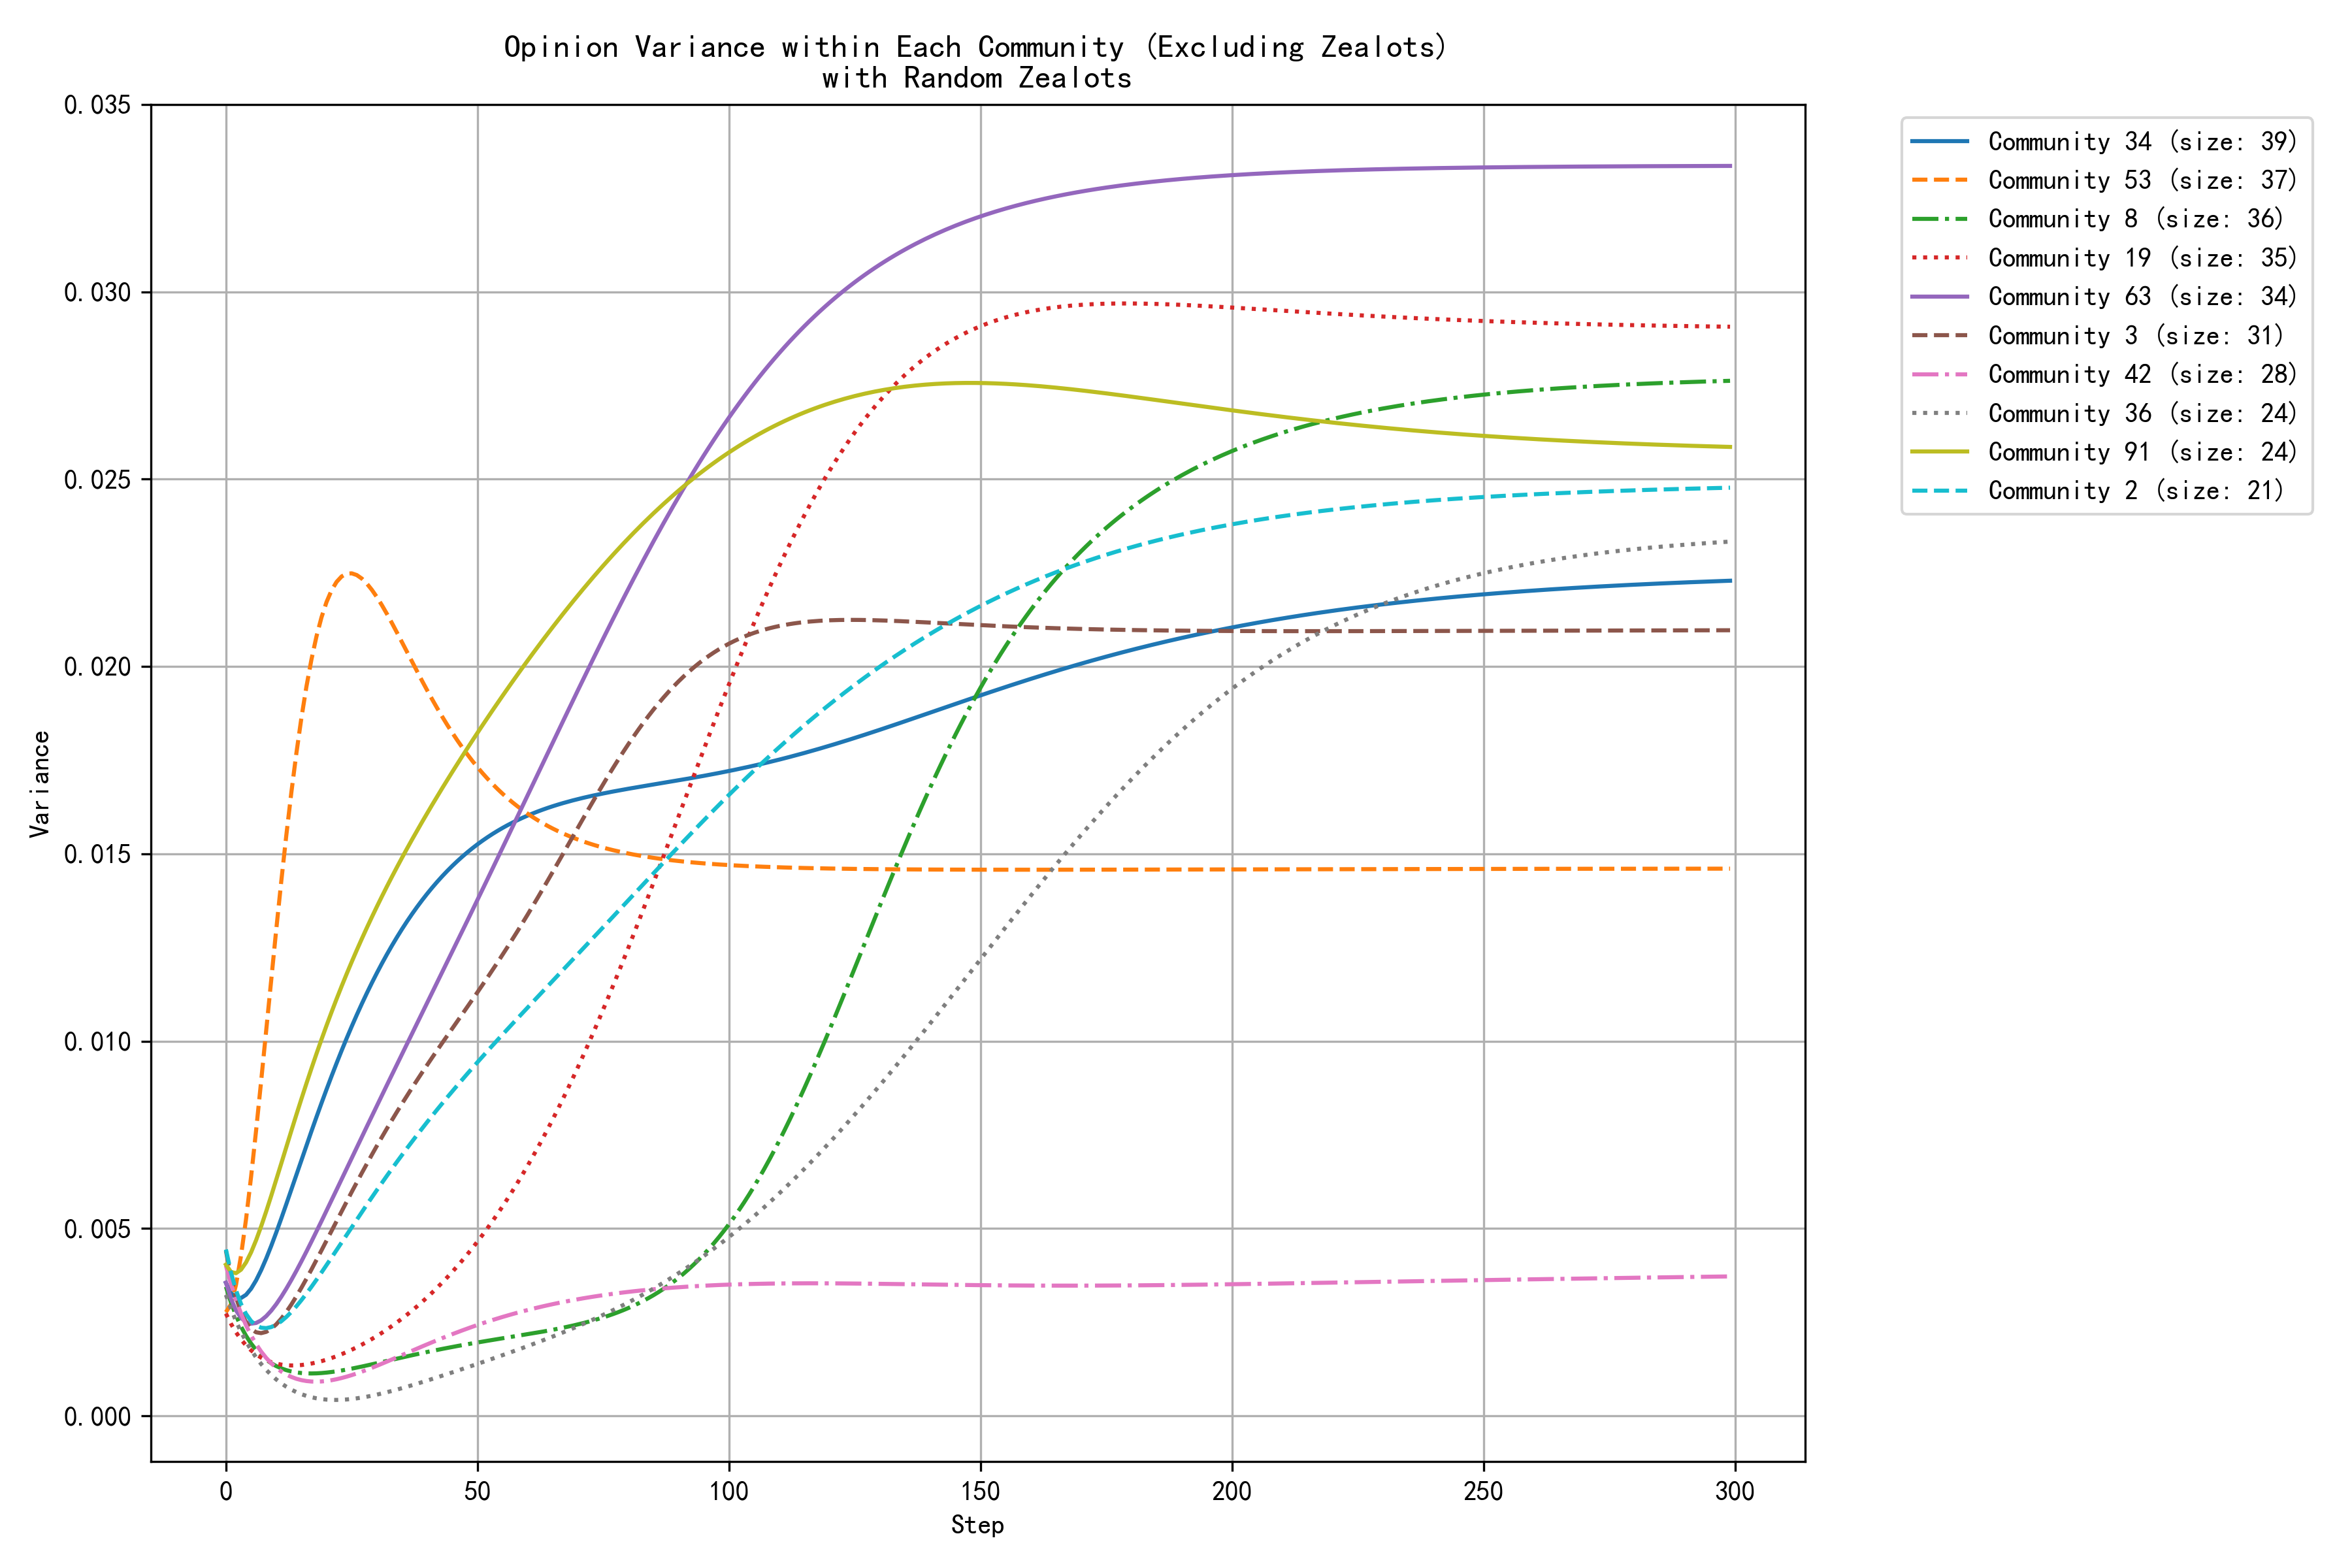 Opinion Variance within Each Community (Excluding Zealots)
with Random Zealots
0.035
0.030
0.025
0.020
0.015
0.010
0.005
0.000
Variance
0
50
100
150
200
250
300
Step
Community 34 (size: 39)
Community 53 (size: 37)
Community 8 (size: 36)
Community 19 (size: 35)
Community 63 (size: 34)
Community 3 (size: 31)
Community 42 (size: 28)
Community 36 (size: 24)
Community 91 (size: 24)
Community 2 (size: 21)